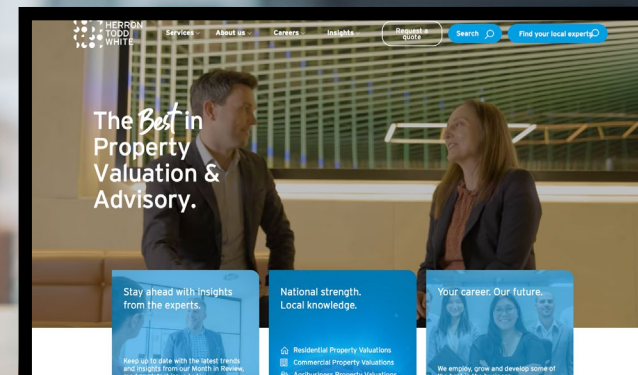 HERRON
TODD
WHITE
Services
About us
Careers
Insights
Request a
quote
Search
Find your local experts
The Best in
Property
Valuation &
Advisory.
Stay ahead with insights
from the experts.
Keep up to date with the latest trends
and insights from our Month in Review,
National strength.
Local knowledge.
Residential Property Valuations
Commercial Property Valuations
Agribusiness Property Valuations
Your career. Our future.
We employ, grow and develop some of